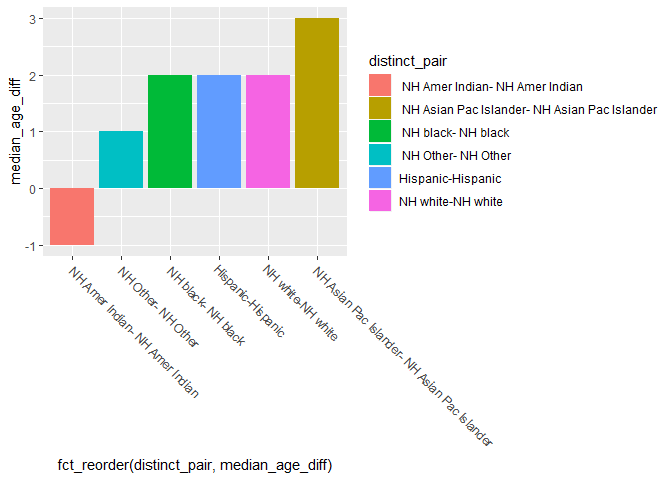 3
2
1
0
-1
median_age_diff
NH Amer Indian- NH Amer Indian
NH Other- NH Other
NH black- NH black
Hispanic-Hispanic
NH white-NH white
NH Asian Pac Islander- NH Asian Pac Islander
fct_reorder(distinct_pair, median_age_diff)
distinct_pair
NH Amer Indian- NH Amer Indian
NH Asian Pac Islander- NH Asian Pac Islander
NH black- NH black
NH Other- NH Other
Hispanic-Hispanic
NH white-NH white